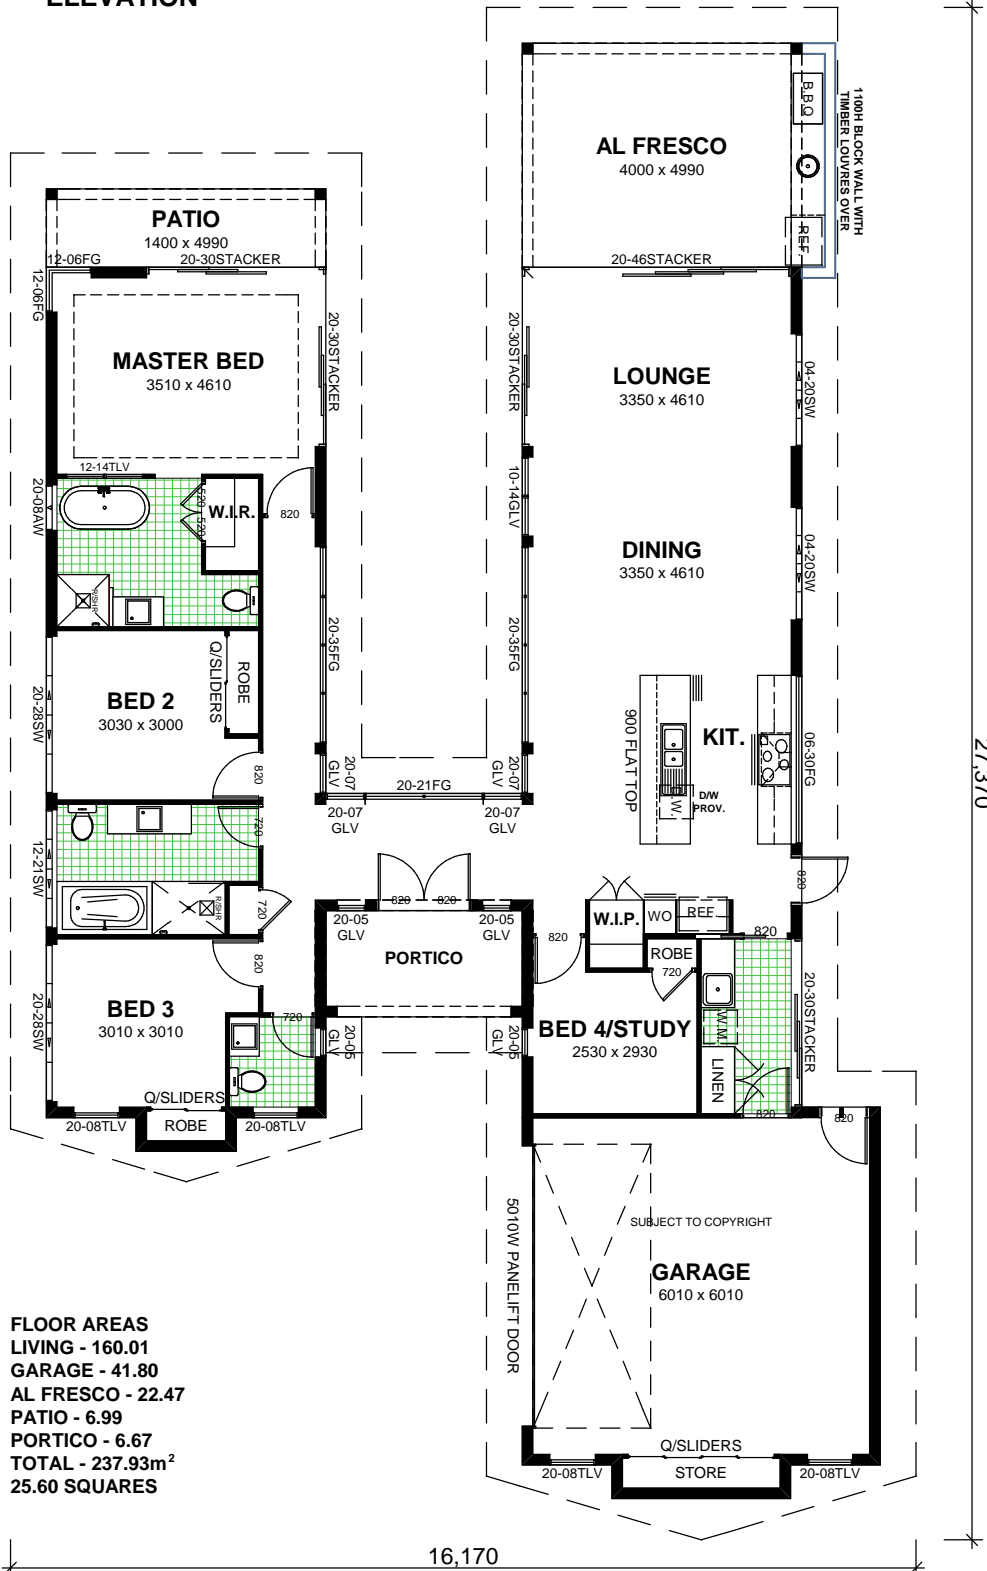 ELEVATION
AL FRESCO
4000 x 4990
B.B.Q
REF
1100H BLOCK WALL WITH
TIMBER LOUVRES OVER
PATIO
1400 x 4990
12-06FG
20-30STACKER
20-46STACKER
12-06FG
MASTER BED
3510 x 4610
20-30STACKER
20-30STACKER
LOUNGE
3350 x 4610
04-20SW
12-14TLV
20-08AW
520
520
W.I.R.
820
10-14GLV
DINING
3350 x 4610
04-20SW
R/SHR
20-35FG
20-35FG
Q/SLIDERS
ROBE
BED 2
3030 x 3000
20-28SW
820
900 FLAT TOP
KIT.
D.W.
D/W
PROV.
06-30FG
20-07
GLV
20-21FG
20-07
GLV
20-07
GLV
20-07
GLV
27,370
720
12-21SW
R/SHR
720
820
820
820
20-05
GLV
20-05
GLV
W.I.P.
WO
REF
820
PORTICO
820
820
ROBE
720
BED 3
3010 x 3010
20-28SW
720
20-05
GLV
20-05
GLV
BED 4/STUDY
2530 x 2930
W.M.
LINEN
20-30STACKER
Q/SLIDERS
ROBE
20-08TLV
20-08TLV
820
820
5010W PANELIFT DOOR
SUBJECT TO COPYRIGHT
GARAGE
6010 x 6010
FLOOR AREAS
LIVING - 160.01
GARAGE - 41.80
AL FRESCO - 22.47
PATIO - 6.99
PORTICO - 6.67
TOTAL - 237.93m²
25.60 SQUARES
Q/SLIDERS
STORE
20-08TLV
20-08TLV
16,170